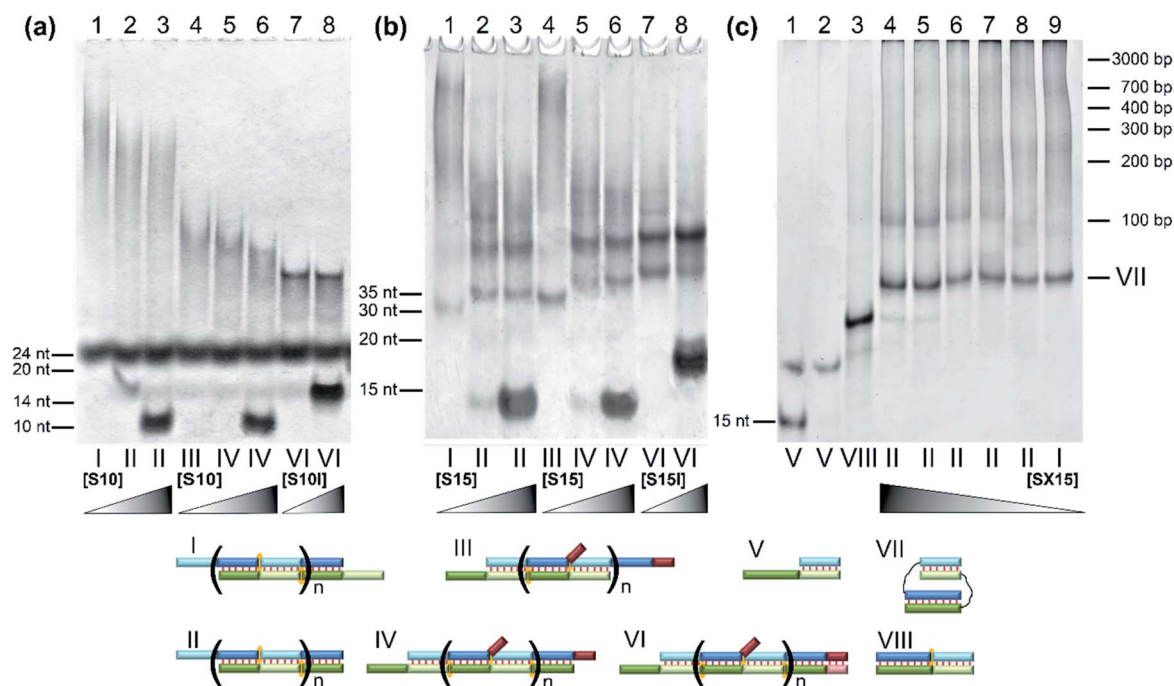 (a) 1 2 3 4 5 6 7 8
24 nt
20 nt
14 nt
10 nt
I II II III IV IV VI VI
[S10] [S10] [S10I]
(b) 1 2 3 4 5 6 7 8
35 nt
30 nt
20 nt
15 nt
I II II III IV IV VI VI
[S15] [S15] [S15I]
(c) 1 2 3 4 5 6 7 8 9
3000 bp
700 bp
400 bp
300 bp
200 bp
100 bp
VII
15 nt
V V VIII II II II II II I
[SX15]
I n
III n
V
VII
II n
IV n
VI n
VIII